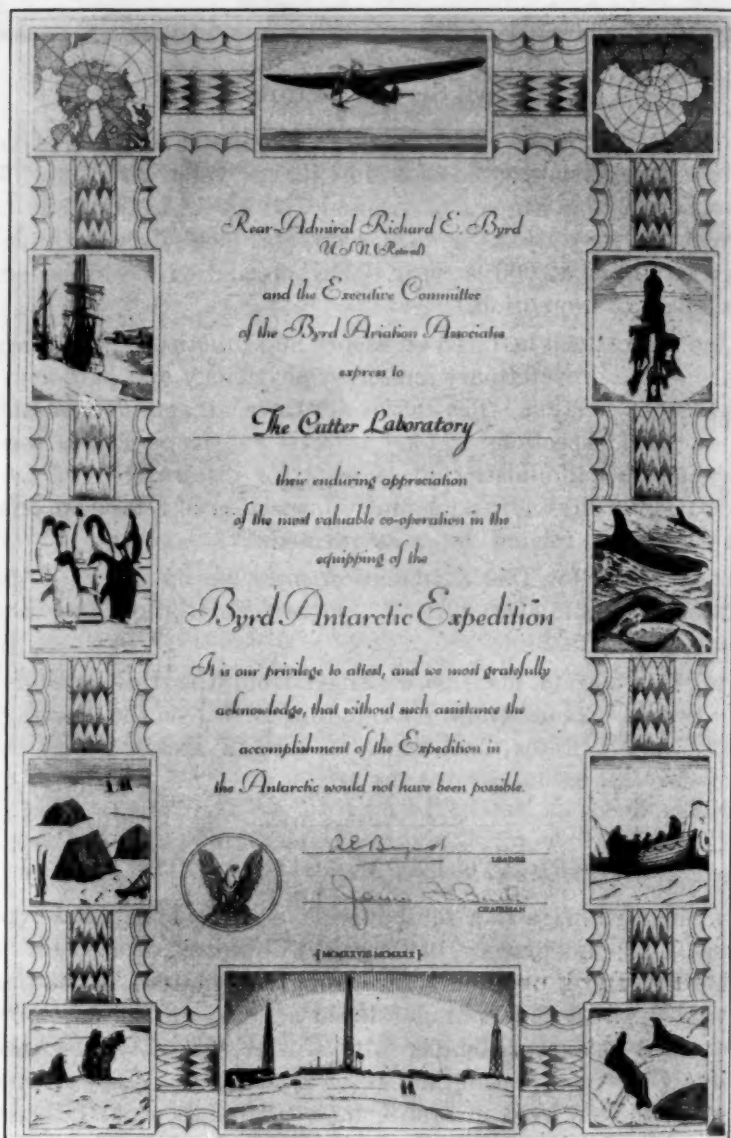 Rear-Admiral Richard E. Byrd
U.S.N. (Retired)
and the Executive Committee
of the Byrd Aviation Associates
express to
The Cutter Laboratory
their enduring appreciation
of the most valuable co-operation in the
equipping of the
Byrd Antarctic Expedition
It is our privilege to attest, and we most gratefully
acknowledge, that without such assistance the
accomplishment of the Expedition in
the Antarctic would not have been possible.
R E Byrd
LEADER
CHAIRMAN
[MCMXXVIII-MCMXXX]